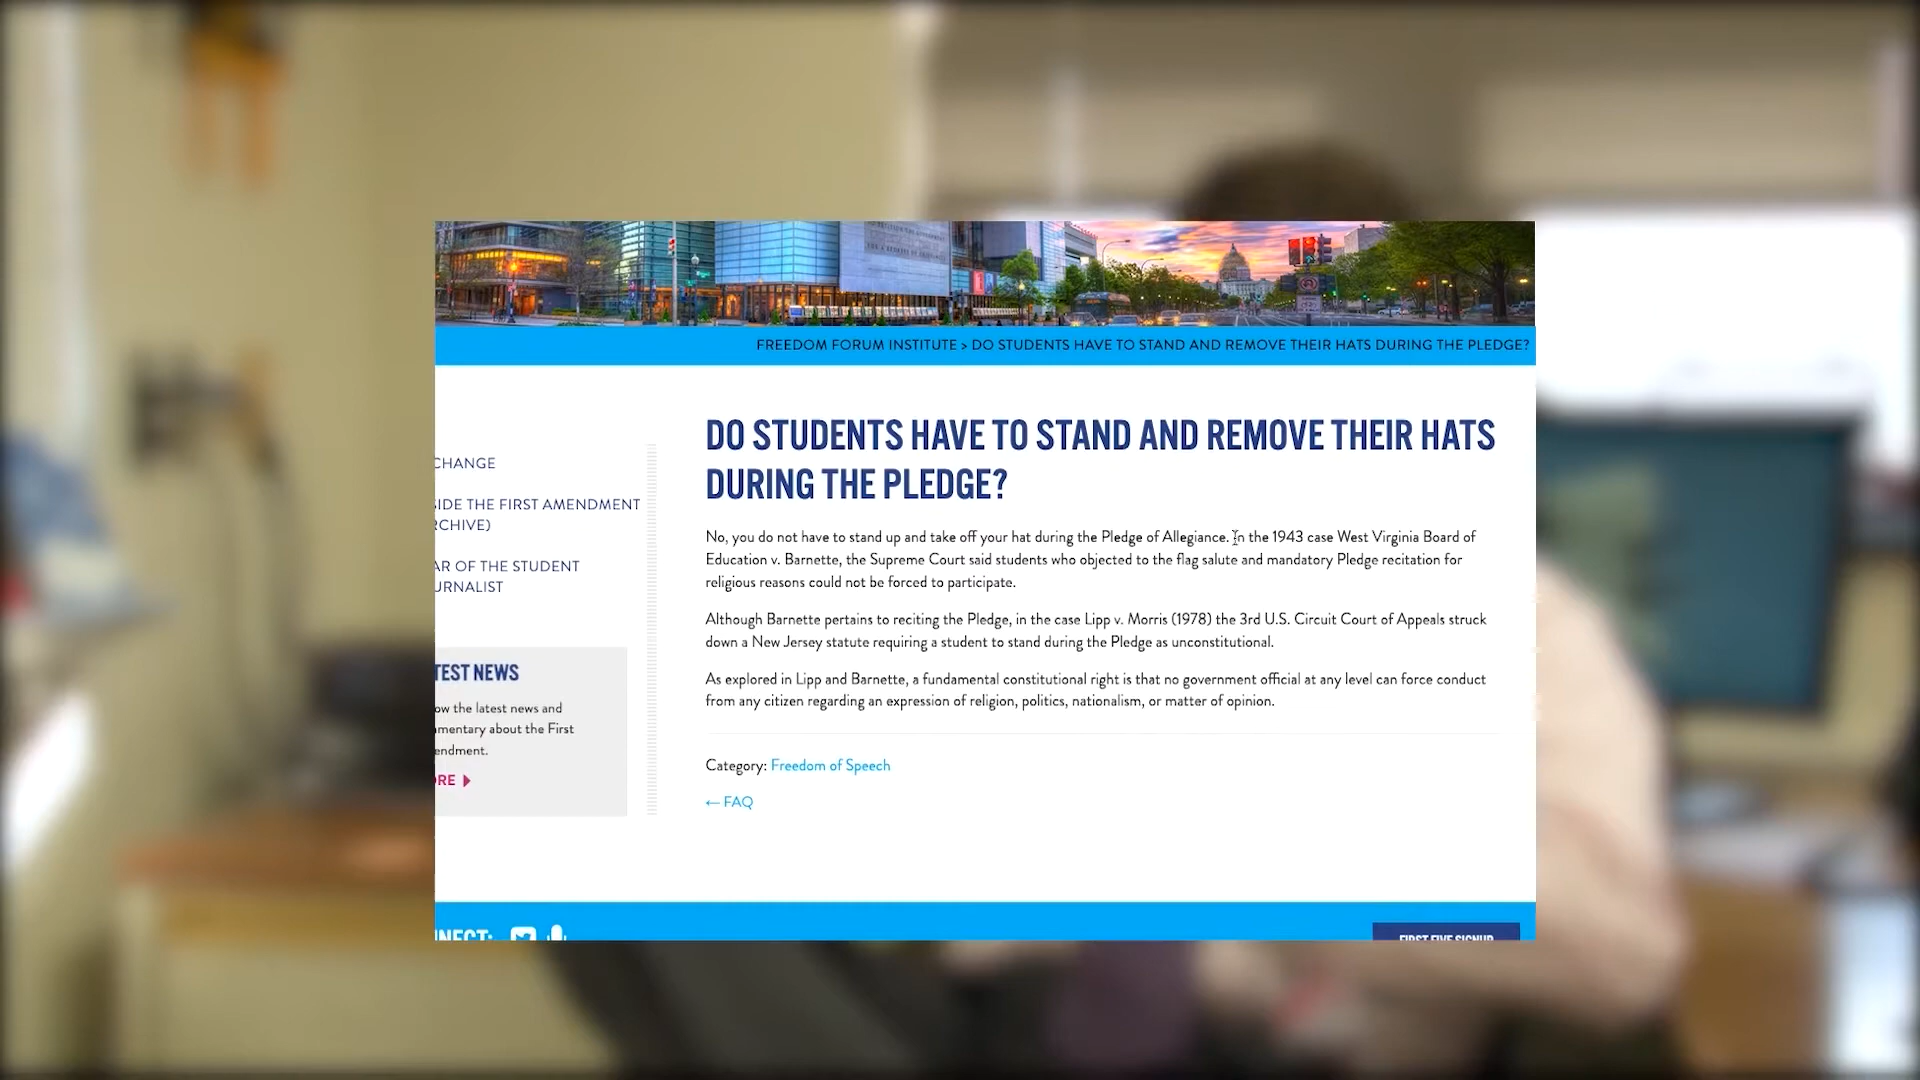 FREEDOM FORUM INSTITUTE > DO STUDENTS HAVE TO STAND AND REMOVE THEIR HATS DURING THE PLEDGE?
CHANGE
SIDE THE FIRST AMENDMENT
RCHIVE)
AR OF THE STUDENT
URNALIST
TEST NEWS
ow the latest news and
mmentary about the First
endment.
ORE
DO STUDENTS HAVE TO STAND AND REMOVE THEIR HATS
DURING THE PLEDGE?
No, you do not have to stand up and take off your hat during the Pledge of Allegiance. In the 1943 case West Virginia Board of
Education v. Barnette, the Supreme Court said students who objected to the flag salute and mandatory Pledge recitation for
religious reasons could not be forced to participate.
Although Barnette pertains to reciting the Pledge, in the case Lipp v. Morris (1978) the 3rd U.S. Circuit Court of Appeals struck
down a New Jersey statute requiring a student to stand during the Pledge as unconstitutional.
As explored in Lipp and Barnette, a fundamental constitutional right is that no government official at any level can force conduct
from any citizen regarding an expression of religion, politics, nationalism, or matter of opinion.
Category: Freedom of Speech
← FAQ
NNECT:
FIRST FIVE SIGNUP